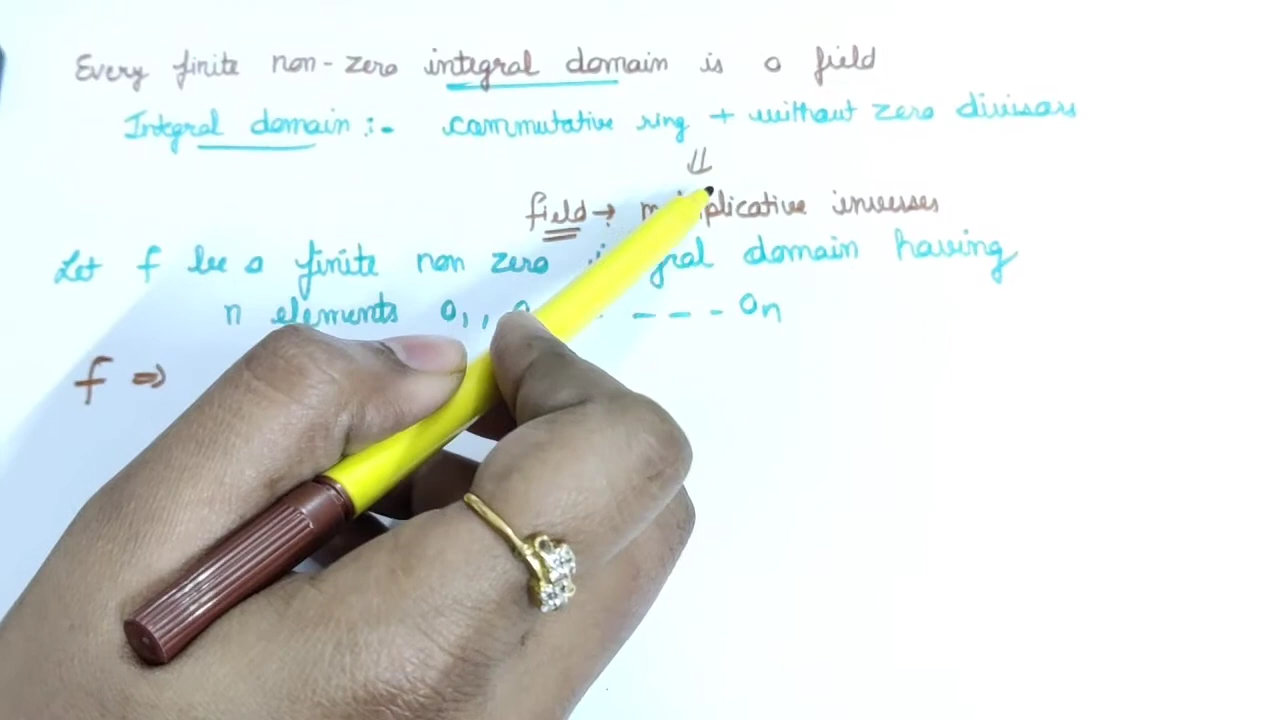 Every finite non-zero integral domain is a field
Integral domain :- commutative ring + without zero divisors
⇓
field → plicative inverses
Let f be a finite non zero gral domain having
n elements a1, - - - - an
f ⇒